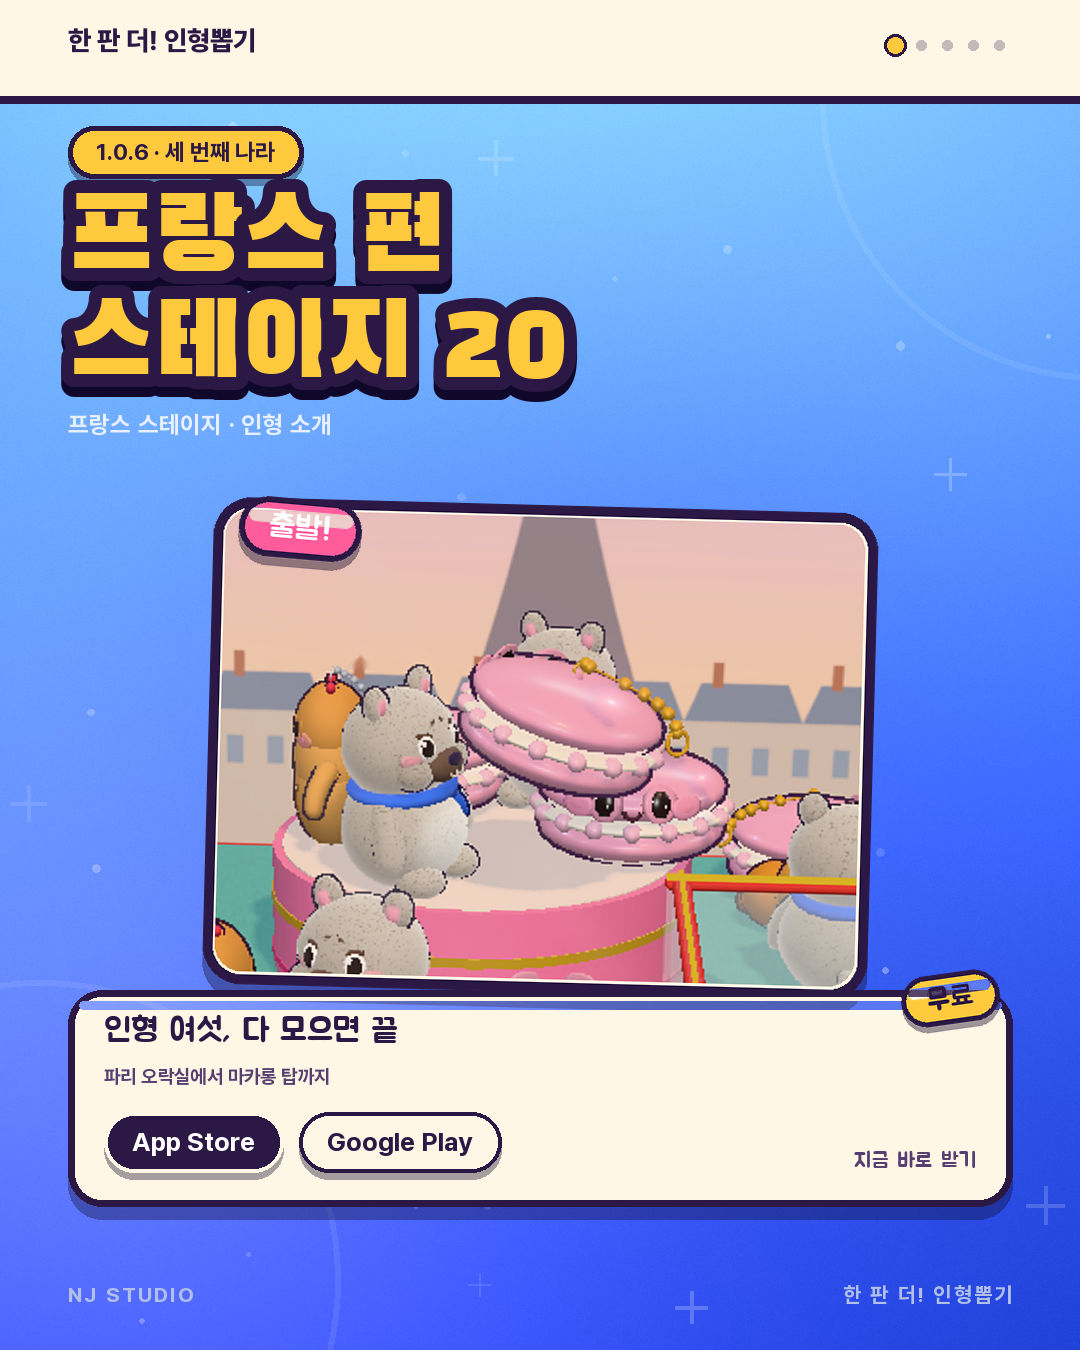 한 판 더! 인형뽑기
1.0.6 · 세 번째 나라
프랑스 편
스테이지 20
프랑스 스테이지 · 인형 소개
출발!
무료
인형 여섯, 다 모으면 끝
파리 오락실에서 마카롱 탑까지
App Store
Google Play
지금 바로 받기
NJ STUDIO
한 판 더! 인형뽑기